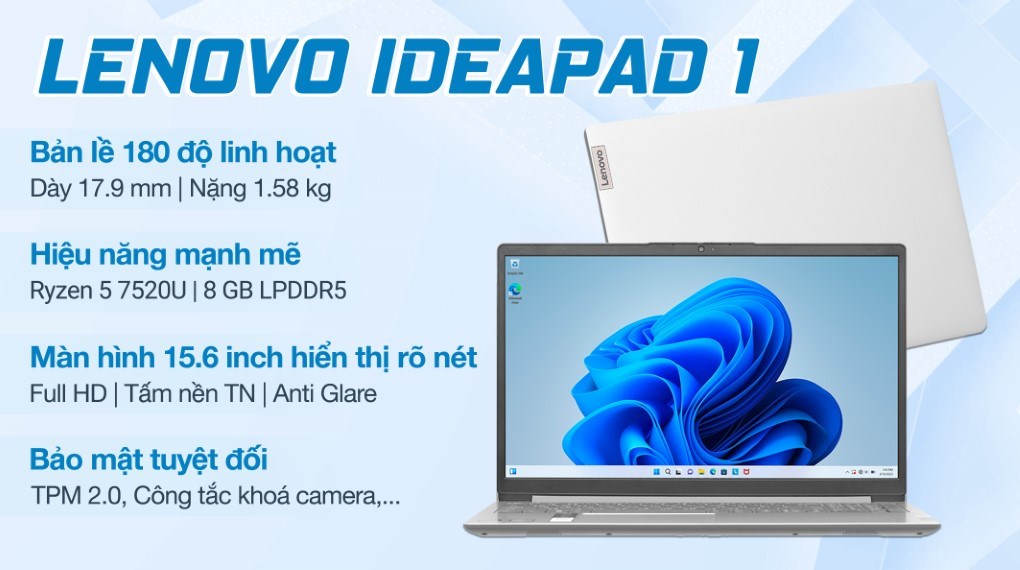 LENOVO IDEAPAD 1
Bản lề 180 độ linh hoạt
Dày 17.9 mm | Nặng 1.58 kg
Hiệu năng mạnh mẽ
Ryzen 5 7520U | 8 GB LPDDR5
Màn hình 15.6 inch hiển thị rõ nét
Full HD | Tấm nền TN | Anti Glare
Bảo mật tuyệt đối
TPM 2.0, Công tắc khoá camera,...
Lenovo